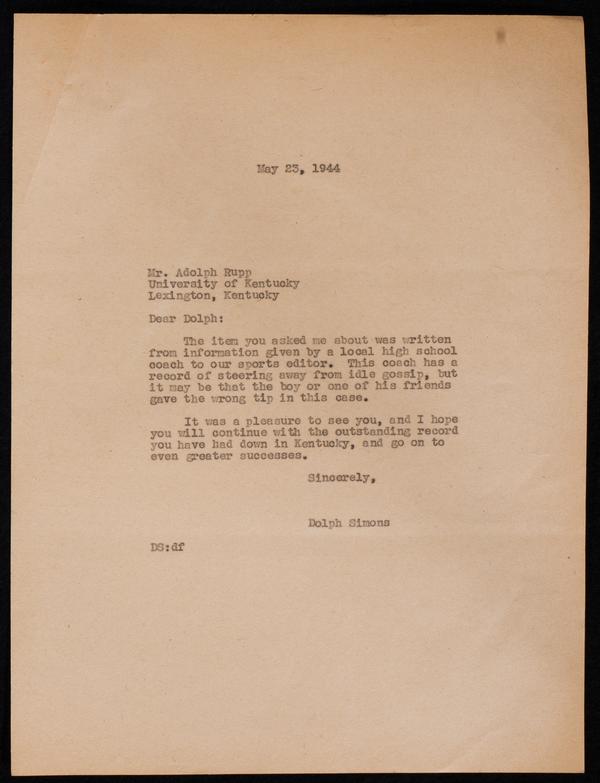 May 23, 1944
Mr. Adolph Rupp
University of Kentucky
Lexington, Kentucky
Dear Dolph:
The item you asked me about was written
from information given by a local high school
coach to our sports editor. This coach has a
record of steering away from idle gossip, but
it may be that the boy or one of his friends
gave the wrong tip in this case.
It was a pleasure to see you, and I hope
you will continue with the outstanding record
you have had down in Kentucky, and go on to
even greater successes.
Sincerely,
Dolph Simons
DS:df